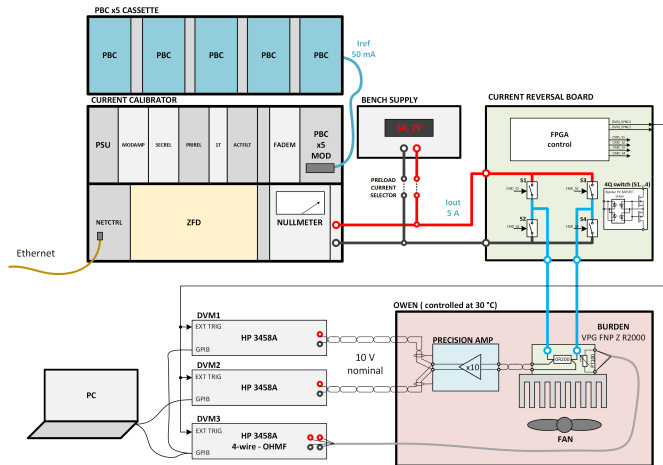 PBC x5 CASSETTE
PBC
PBC
PBC
PBC
PBC
Iref
50 mA
CURRENT CALIBRATOR
PSU
MODAMP
SECREL
PRIREL
1T
ACTFILT
FADEM
PBC
x5
MOD
NETCTRL
ZFD
NULLMETER
Ethernet
BENCH SUPPLY
5A, 2V
PRELOAD
CURRENT
SELECTOR
Iout
5 A
CURRENT REVERSAL BOARD
FPGA
control
S1
S3
S2
S4
4Q switch (S1…4)
OWEN ( controlled at 30 °C)
DVM1
EXT TRIG
HP 3458A
GPIB
DVM2
EXT TRIG
HP 3458A
GPIB
DVM3
EXT TRIG
HP 3458A
4-wire - OHMF
GPIB
PC
10 V
nominal
PRECISION AMP
x10
BURDEN
VPG FNP Z R2000
0R200
PT100
FAN